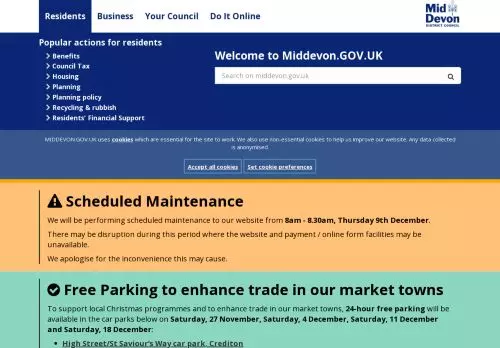 Residents Business Your Council Do It Online
Mid
Devon
DISTRICT COUNCIL
Popular actions for residents
Benefits
Council Tax
Housing
Planning
Planning policy
Recycling & rubbish
Residents' Financial Support
Welcome to Middevon.GOV.UK
Search on middevon.gov.uk
MIDDEVON.GOV.UK uses cookies which are essential for the site to work. We also use non-essential cookies to help us improve our website. Any data collected
is anonymised.
Accept all cookies Set cookie preferences
Scheduled Maintenance
We will be performing scheduled maintenance to our website from 8am - 8.30am, Thursday 9th December.
There may be disruption during this period where the website and payment / online form facilities may be
unavailable.
We apologise for the inconvenience this may cause.
Free Parking to enhance trade in our market towns
To support local Christmas programmes and to enhance trade in our market towns, 24-hour free parking will
be available in the car parks below on Saturday, 27 November, Saturday, 4 December, Saturday, 11 December
and Saturday, 18 December:
High Street/St Saviour's Way car park, Crediton